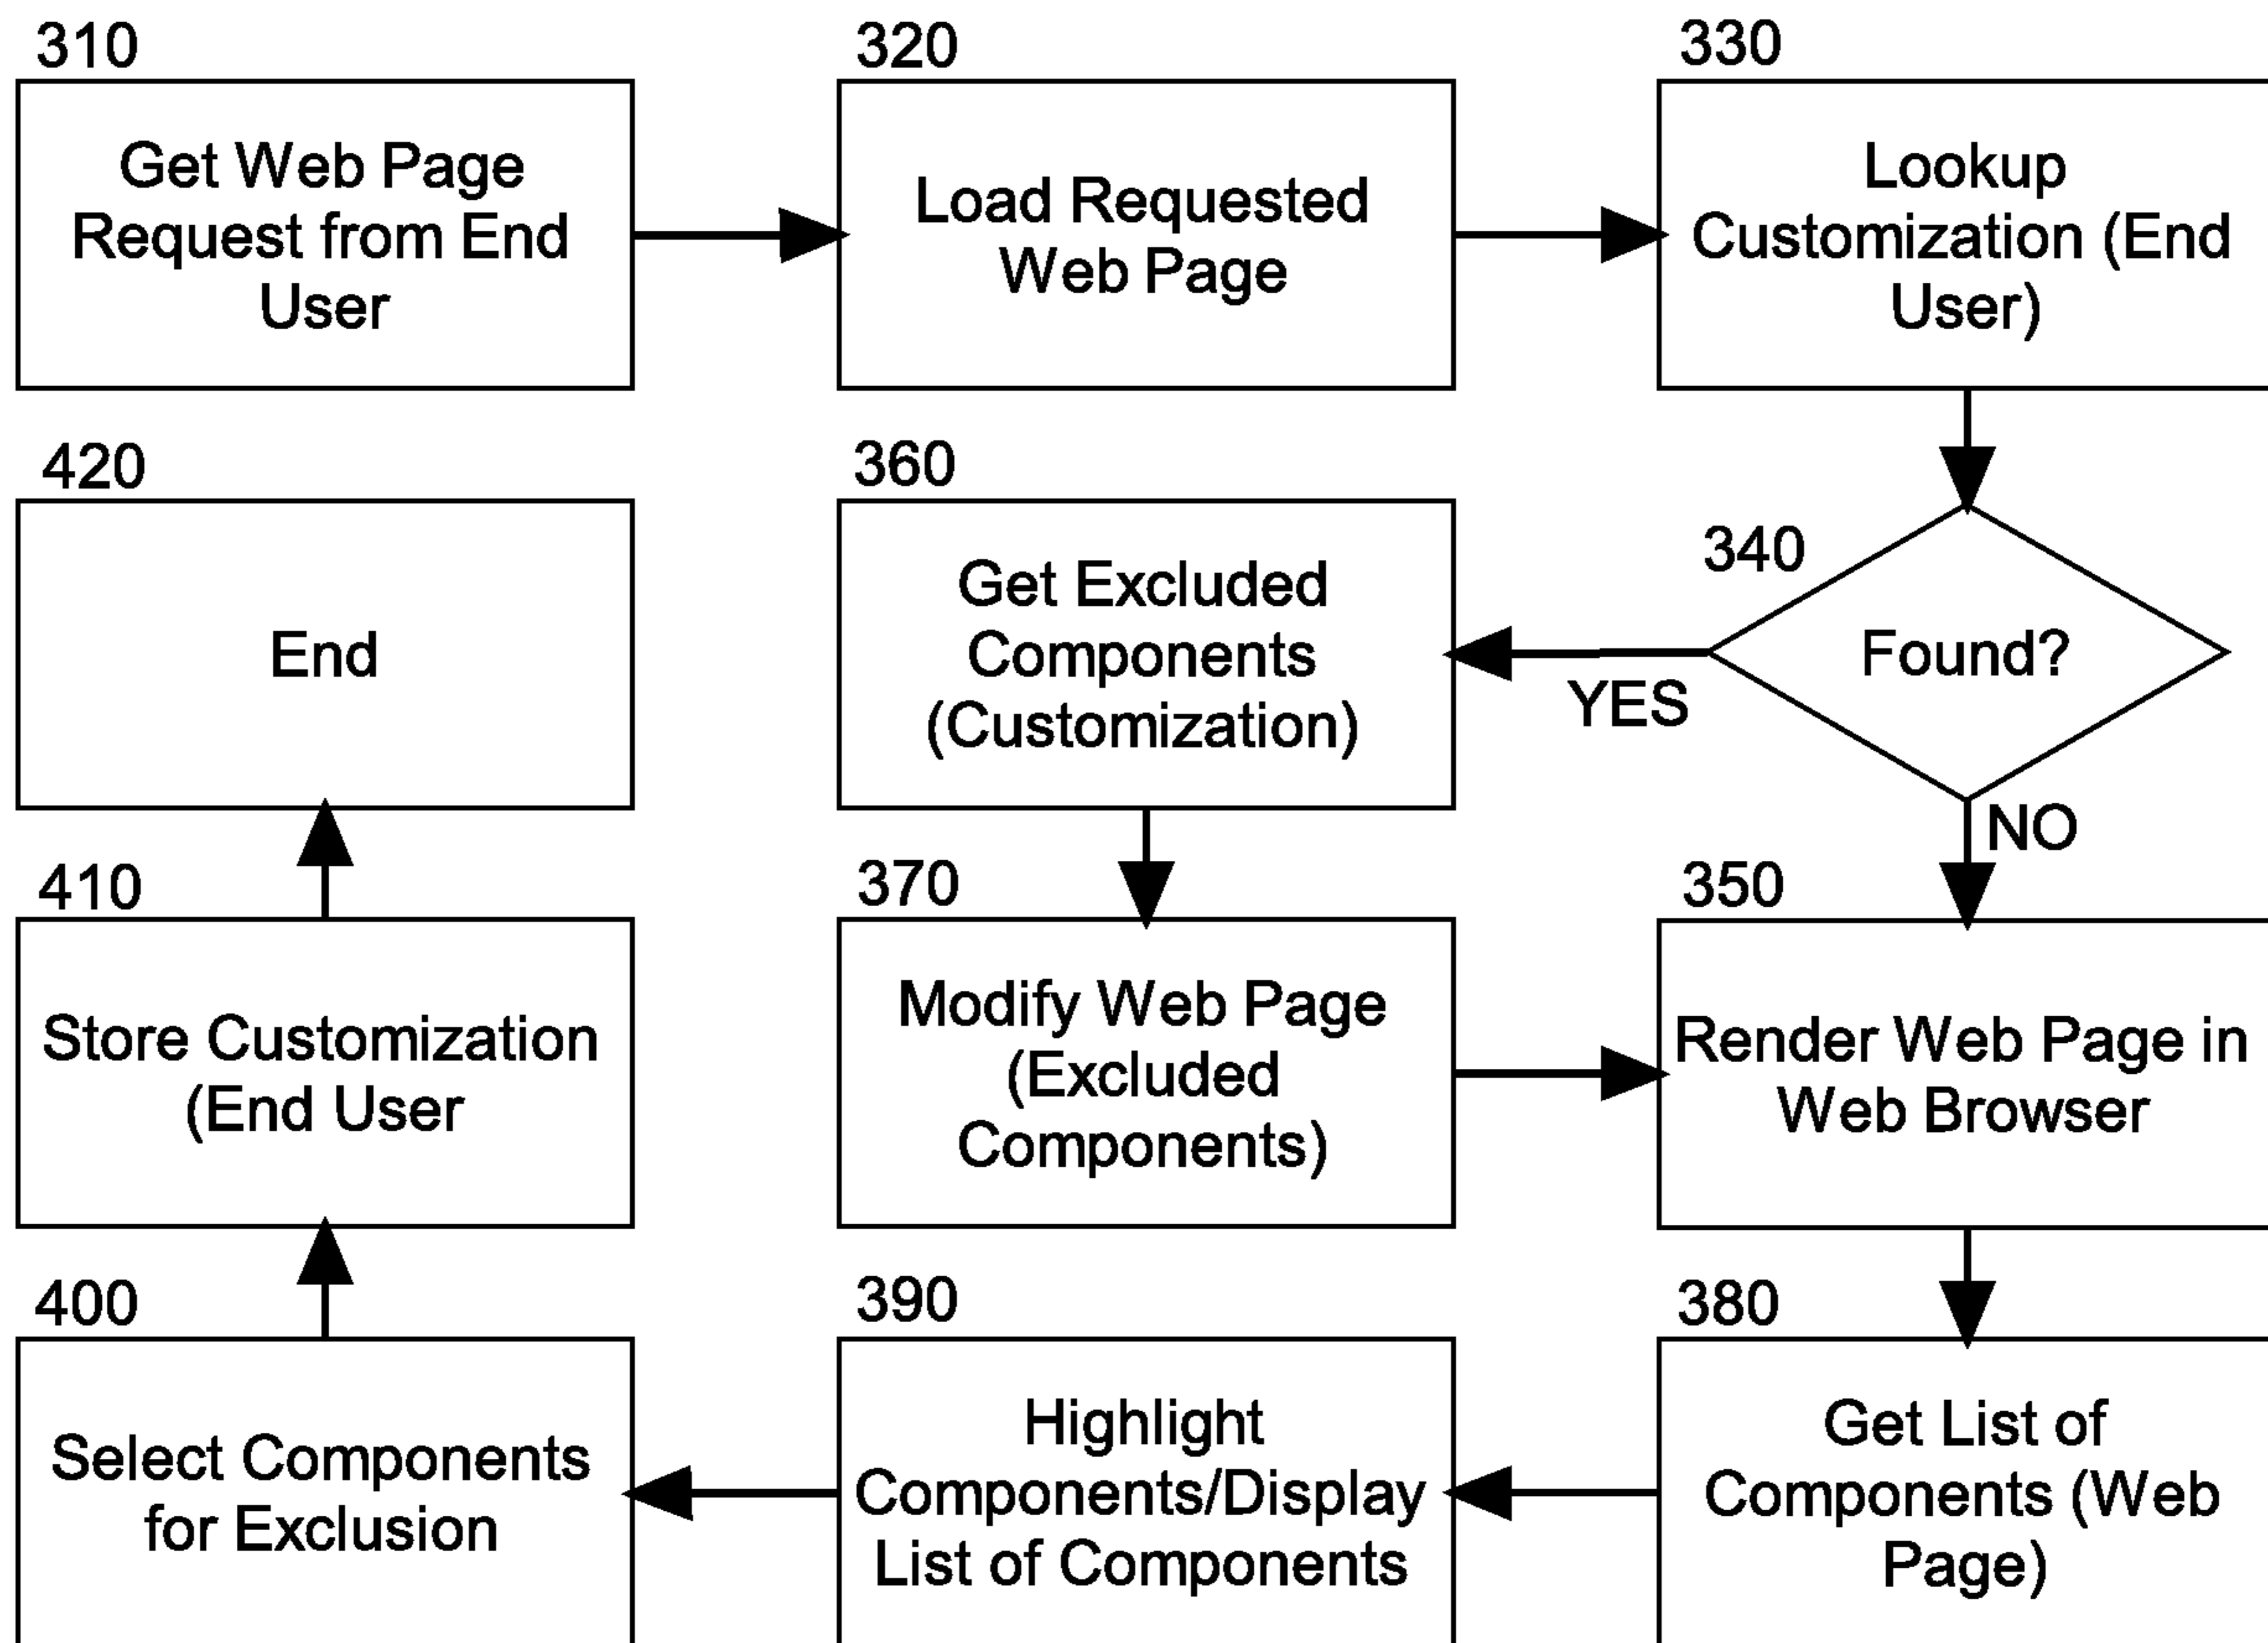 310
Get Web Page
Request from End
User
320
Load Requested
Web Page
330
Lookup
Customization (End
User)
420
End
360
Get Excluded
Components
(Customization)
340
Found?
YES
NO
410
Store Customization
(End User
370
Modify Web Page
(Excluded
Components)
350
Render Web Page in
Web Browser
400
Select Components
for Exclusion
390
Highlight
Components/Display
List of Components
380
Get List of
Components (Web
Page)